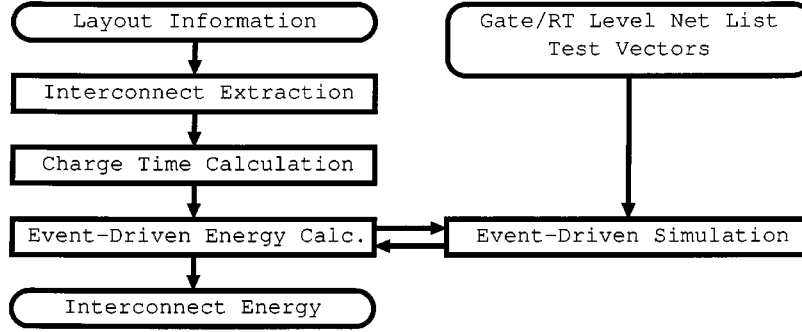 Layout Information
Gate/RT Level Net List
Test Vectors
Interconnect Extraction
Charge Time Calculation
Event-Driven Energy Calc.
Event-Driven Simulation
Interconnect Energy